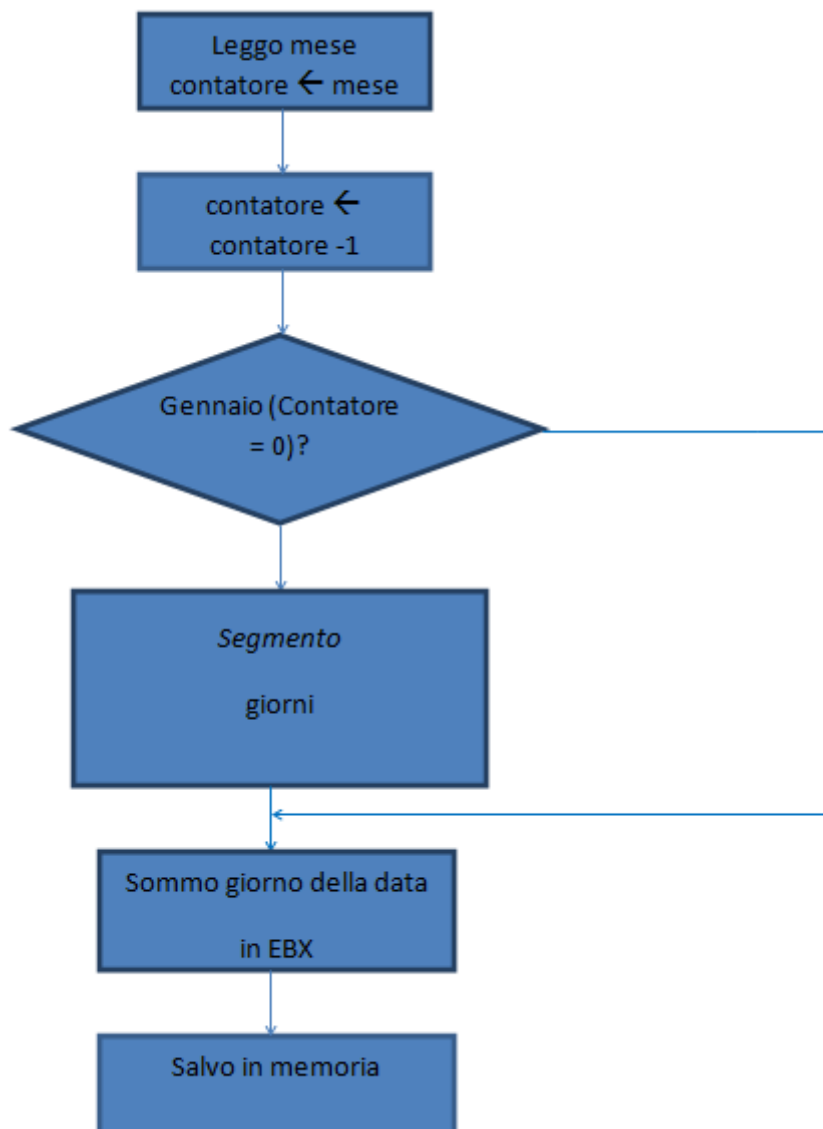 Leggo mese
contatore ← mese
contatore ←
contatore -1
Gennaio (Contatore
= 0)?
Segmento
giorni
Sommo giorno della data
in EBX
Salvo in memoria